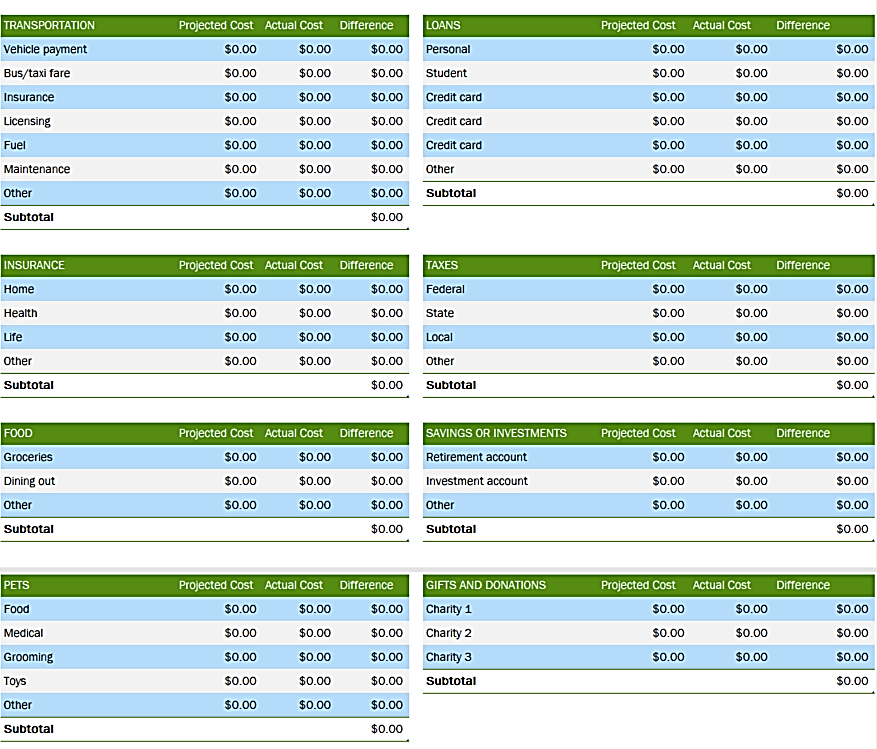 TRANSPORTATION Projected Cost Actual Cost Difference
Vehicle payment $0.00 $0.00 $0.00
Bus/taxi fare $0.00 $0.00 $0.00
Insurance $0.00 $0.00 $0.00
Licensing $0.00 $0.00 $0.00
Fuel $0.00 $0.00 $0.00
Maintenance $0.00 $0.00 $0.00
Other $0.00 $0.00 $0.00
Subtotal $0.00
LOANS Projected Cost Actual Cost Difference
Personal $0.00 $0.00 $0.00
Student $0.00 $0.00 $0.00
Credit card $0.00 $0.00 $0.00
Credit card $0.00 $0.00 $0.00
Credit card $0.00 $0.00 $0.00
Other $0.00 $0.00 $0.00
Subtotal $0.00
INSURANCE Projected Cost Actual Cost Difference
Home $0.00 $0.00 $0.00
Health $0.00 $0.00 $0.00
Life $0.00 $0.00 $0.00
Other $0.00 $0.00 $0.00
Subtotal $0.00
TAXES Projected Cost Actual Cost Difference
Federal $0.00 $0.00 $0.00
State $0.00 $0.00 $0.00
Local $0.00 $0.00 $0.00
Other $0.00 $0.00 $0.00
Subtotal $0.00
FOOD Projected Cost Actual Cost Difference
Groceries $0.00 $0.00 $0.00
Dining out $0.00 $0.00 $0.00
Other $0.00 $0.00 $0.00
Subtotal $0.00
SAVINGS OR INVESTMENTS Projected Cost Actual Cost Difference
Retirement account $0.00 $0.00 $0.00
Investment account $0.00 $0.00 $0.00
Other $0.00 $0.00 $0.00
Subtotal $0.00
PETS Projected Cost Actual Cost Difference
Food $0.00 $0.00 $0.00
Medical $0.00 $0.00 $0.00
Grooming $0.00 $0.00 $0.00
Toys $0.00 $0.00 $0.00
Other $0.00 $0.00 $0.00
Subtotal $0.00
GIFTS AND DONATIONS Projected Cost Actual Cost Difference
Charity 1 $0.00 $0.00 $0.00
Charity 2 $0.00 $0.00 $0.00
Charity 3 $0.00 $0.00 $0.00
Subtotal $0.00